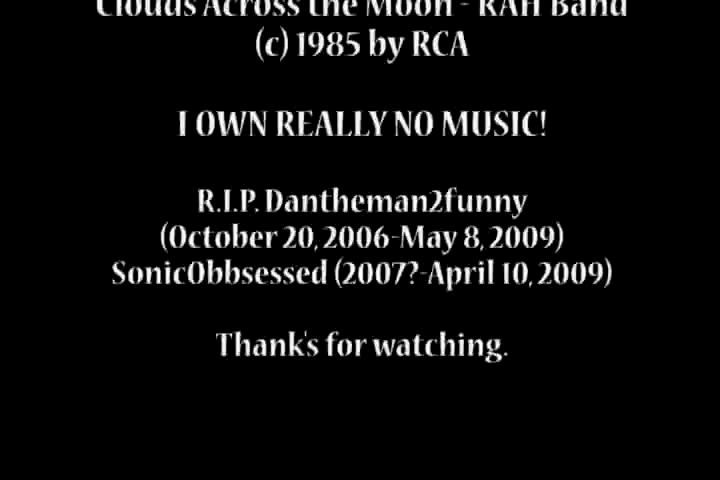 Clouds Across the Moon - RAH Band
(c) 1985 by RCA
I OWN REALLY NO MUSIC!
R.I.P. Dantheman2funny
(October 20, 2006-May 8, 2009)
SonicObbsessed (2007?-April 10, 2009)
Thank's for watching.